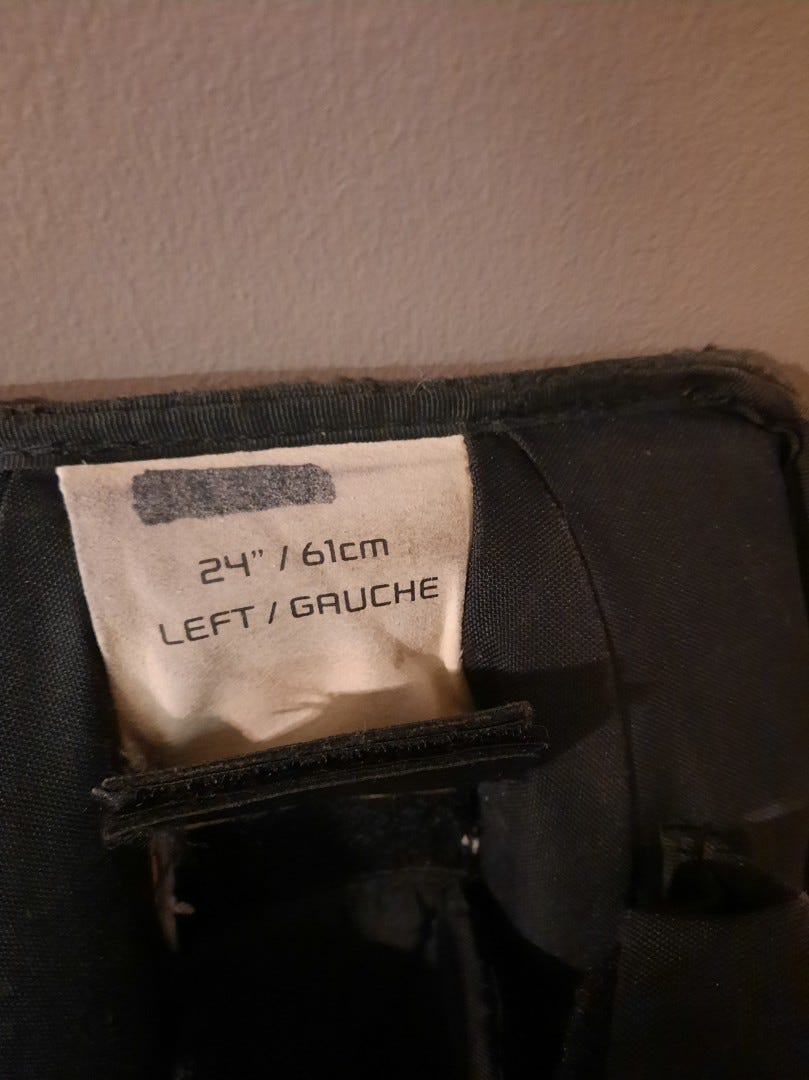 24" / 61cm
LEFT / GAUCHE